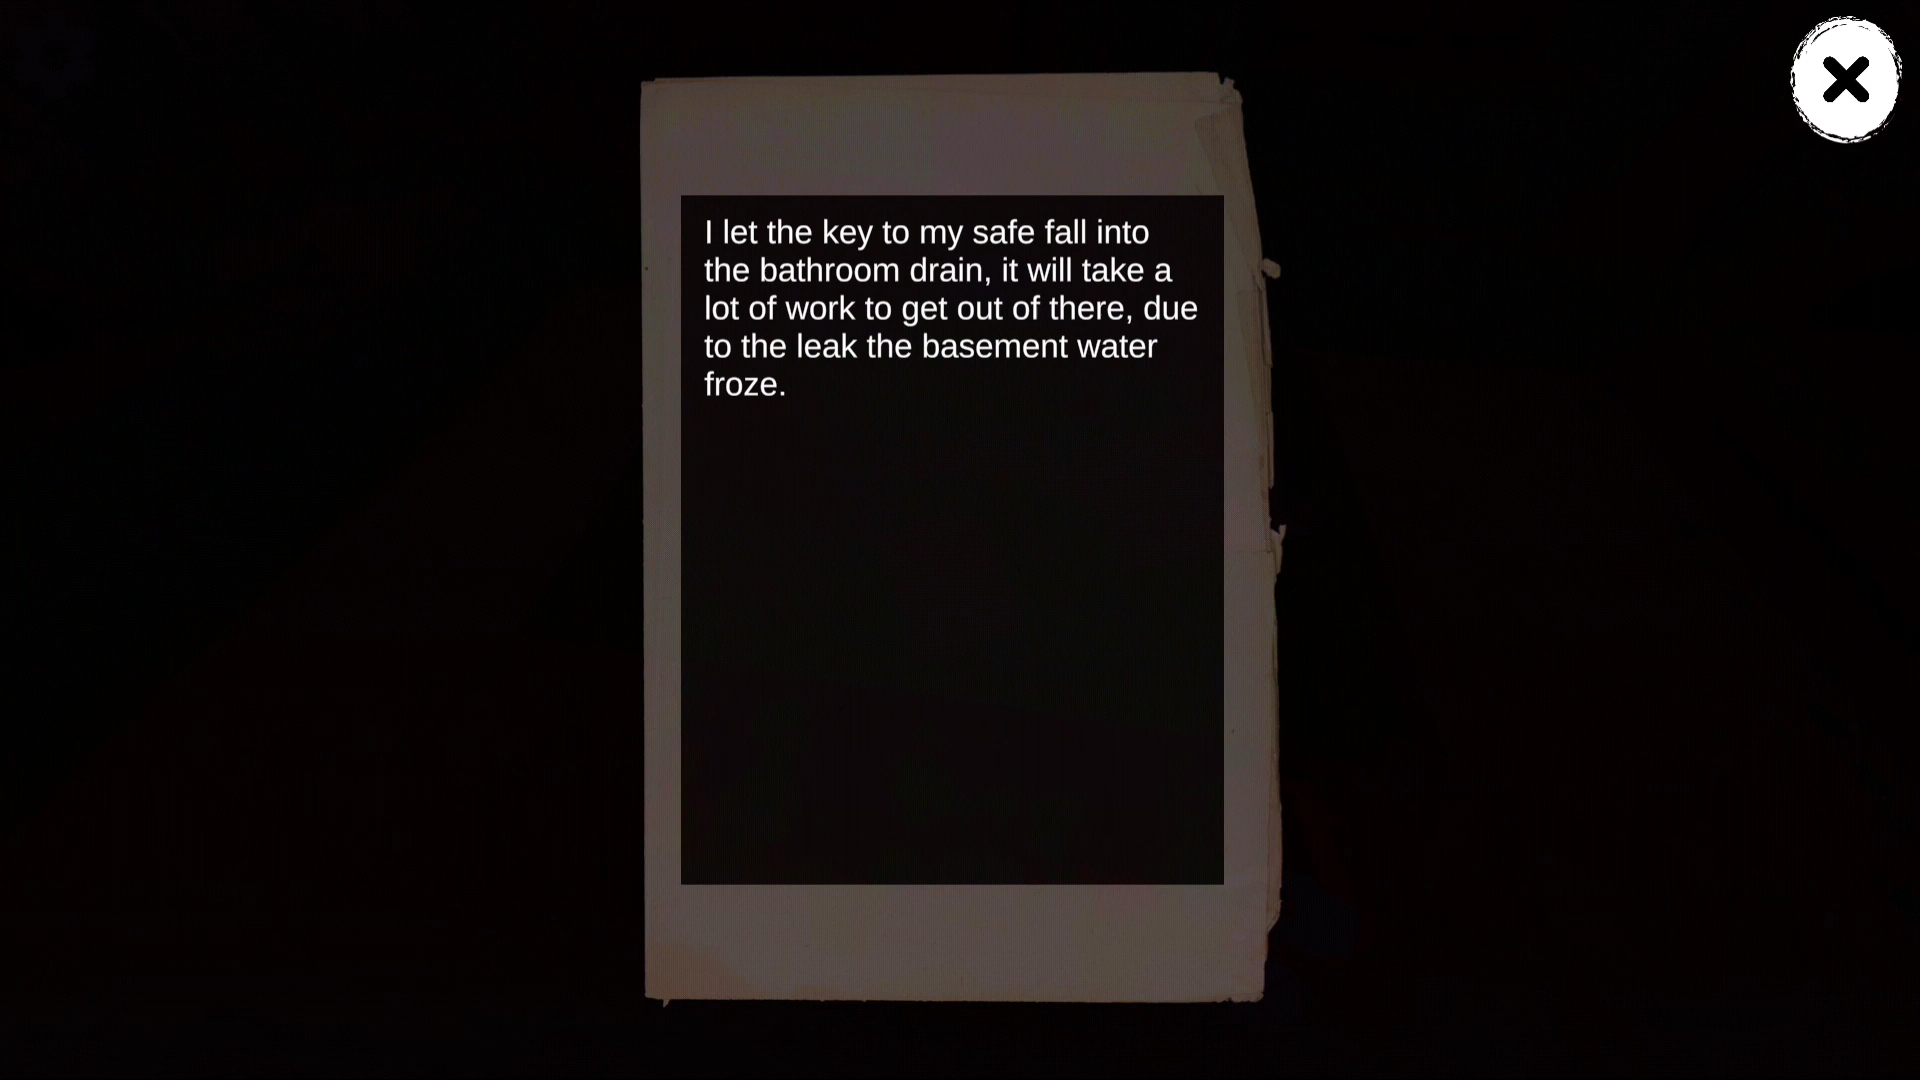 I let the key to my safe fall into
the bathroom drain, it will take a
lot of work to get out of there, due
to the leak the basement water
froze.